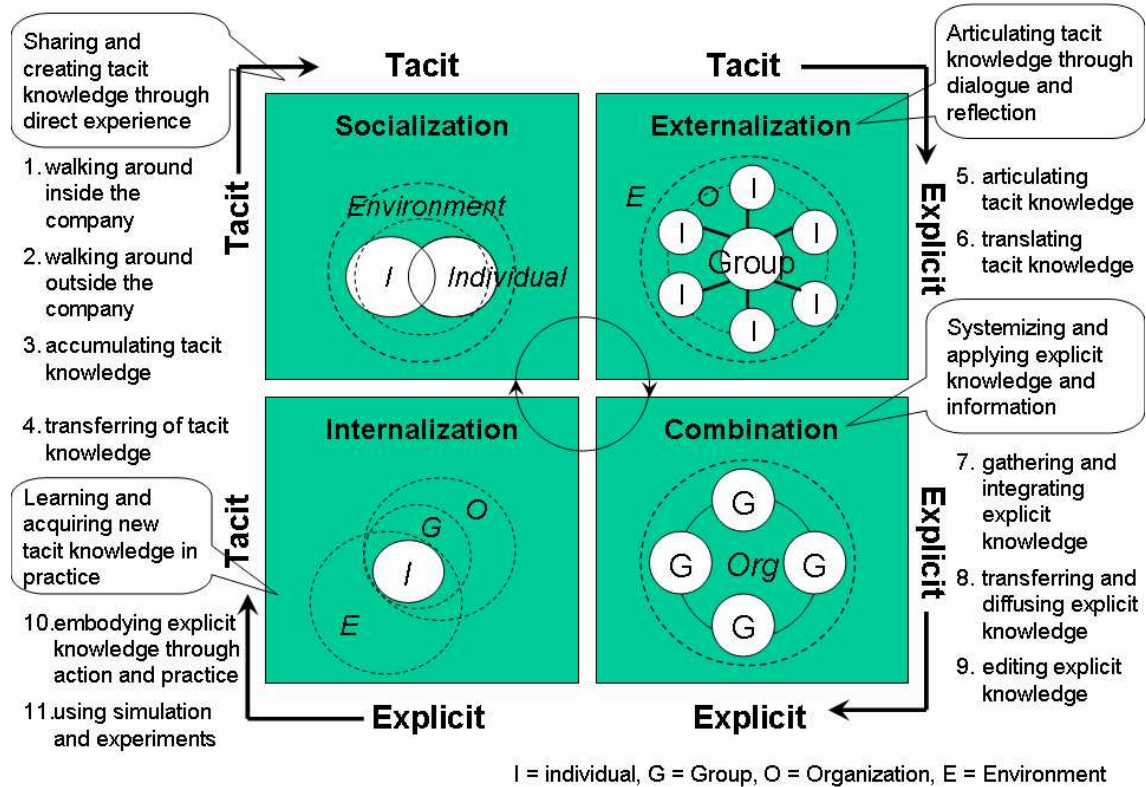 Sharing and
creating tacit
knowledge through
direct experience
Tacit
Tacit
Articulating tacit
knowledge through
dialogue and
reflection
1. walking around
inside the
company
2. walking around
outside the
company
3. accumulating tacit
knowledge
4. transferring of tacit
knowledge
Tacit
Socialization
Environment
I
Individual
Externalization
E
O
I
I
I
Group
I
I
I
Explicit
5. articulating
tacit knowledge
6. translating
tacit knowledge
Systemizing and
applying explicit
knowledge and
information
Learning and
acquiring new
tacit knowledge in
practice
Tacit
Internalization
O
G
I
E
Combination
G
G
Org
G
G
Explicit
7. gathering and
integrating
explicit
knowledge
8. transferring and
diffusing explicit
knowledge
9. editing explicit
knowledge
10. embodying explicit
knowledge through
action and practice
11. using simulation
and experiments
Explicit
Explicit
I = individual, G = Group, O = Organization, E = Environment